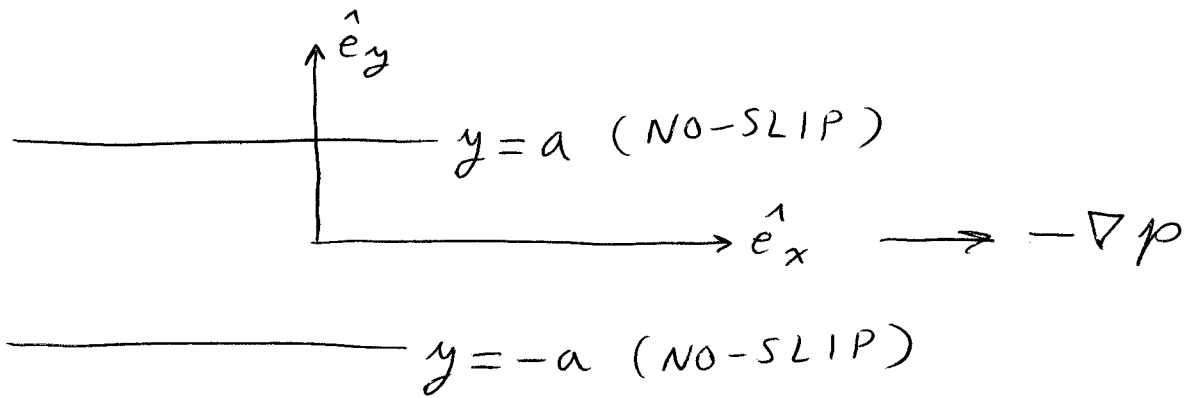 ê_y
y = a (NO-SLIP)
ê_x → -∇p
y = -a (NO-SLIP)